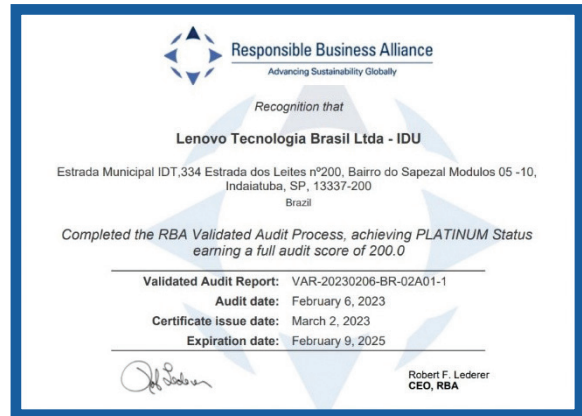 Responsible Business Alliance
Advancing Sustainability Globally
Recognition that
Lenovo Tecnologia Brasil Ltda - IDU
Estrada Municipal IDT,334 Estrada dos Leites nº200, Bairro do Sapezal Modulos 05 -10,
Indaiatuba, SP, 13337-200
Brazil
Completed the RBA Validated Audit Process, achieving PLATINUM Status
earning a full audit score of 200.0
Validated Audit Report: VAR-20230206-BR-02A01-1
Audit date: February 6, 2023
Certificate issue date: March 2, 2023
Expiration date: February 9, 2025
Robert F. Lederer
CEO, RBA